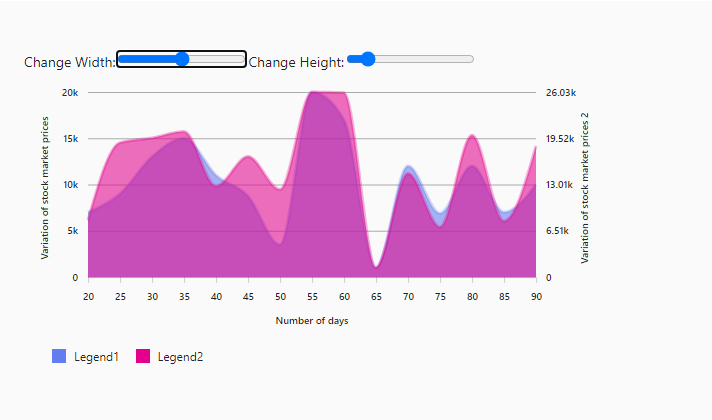 Change Width: Change Height:
20k 26.03k
15k 19.52k
10k 13.01k
5k 6.51k
0 0
Variation of stock market prices
Variation of stock market prices 2
20 25 30 35 40 45 50 55 60 65 70 75 80 85 90
Number of days
Legend1 Legend2